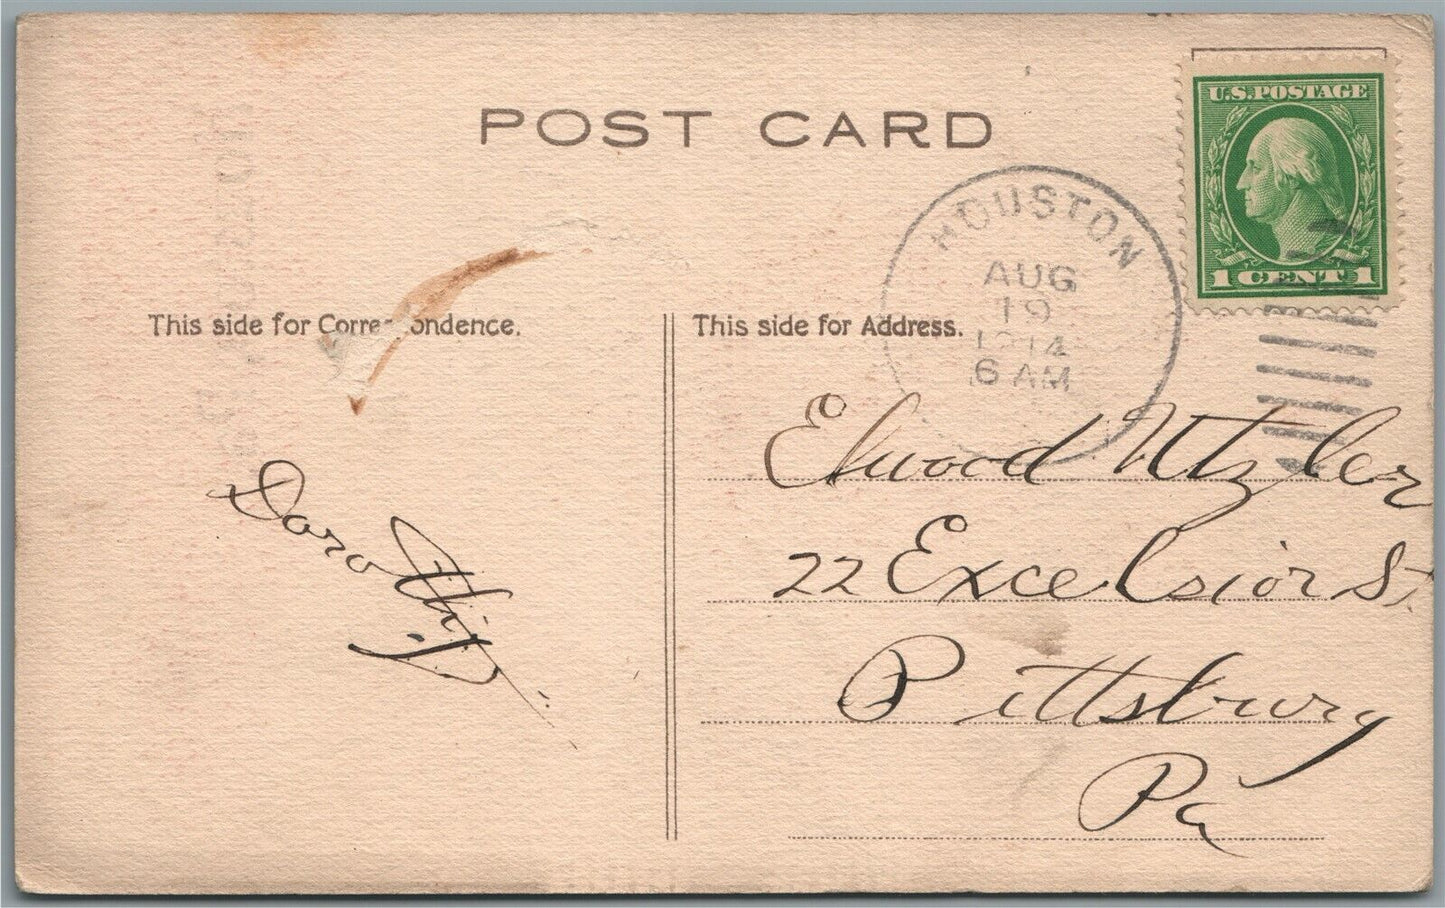 POST CARD
U.S. POSTAGE
1 CENT 1
HOUSTON
AUG
19
1914
6 AM
This side for Correspondence.
This side for Address.
Dorothy
Elwood Utzler
22 Excelsior St.
Pittsburg
Pa